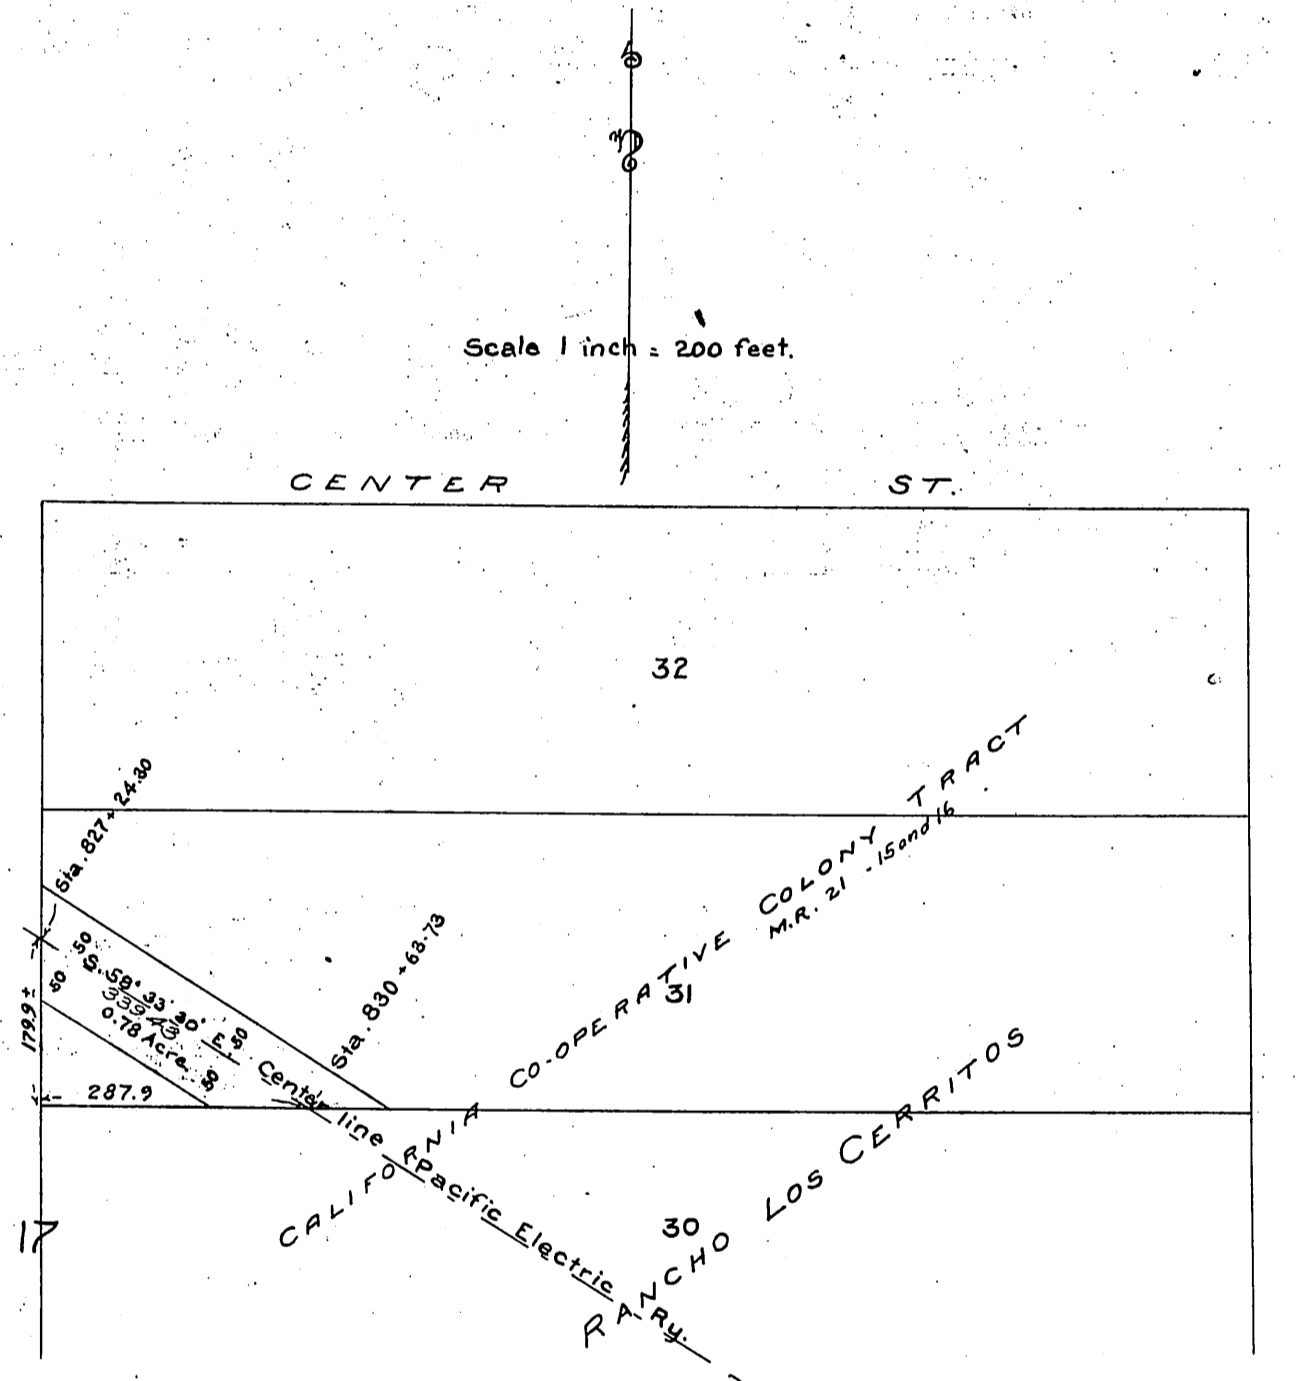 Scale 1 inch = 200 feet.
CENTER ST.
32
Sta. 827+24.30
CALIFORNIA CO-OPERATIVE COLONY TRACT
M.R. 21 - 15 and 16
Sta. 830+63.73
50
50
S. 58° 33' 30" E.
339.43
0.78 Acre.
50
50
179.9±
287.9
31
Center line Pacific Electric Ry.
RANCHO LOS CERRITOS
30
17